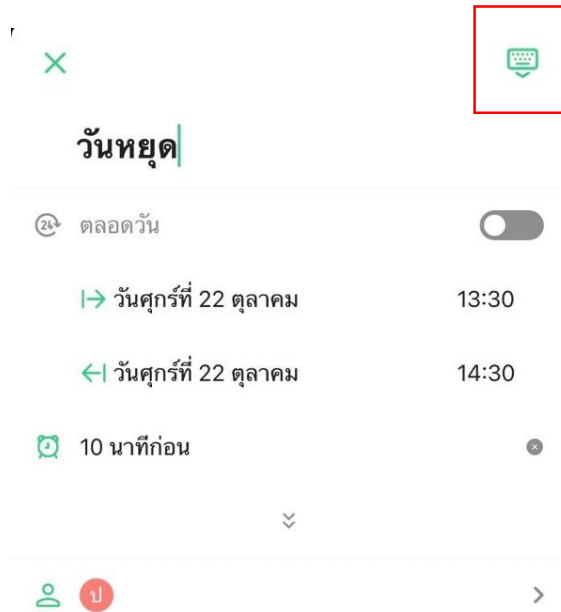 วันหยุด
24 ตลอดวัน
วันศุกร์ที่ 22 ตุลาคม 13:30
วันศุกร์ที่ 22 ตุลาคม 14:30
10 นาทีก่อน
ป